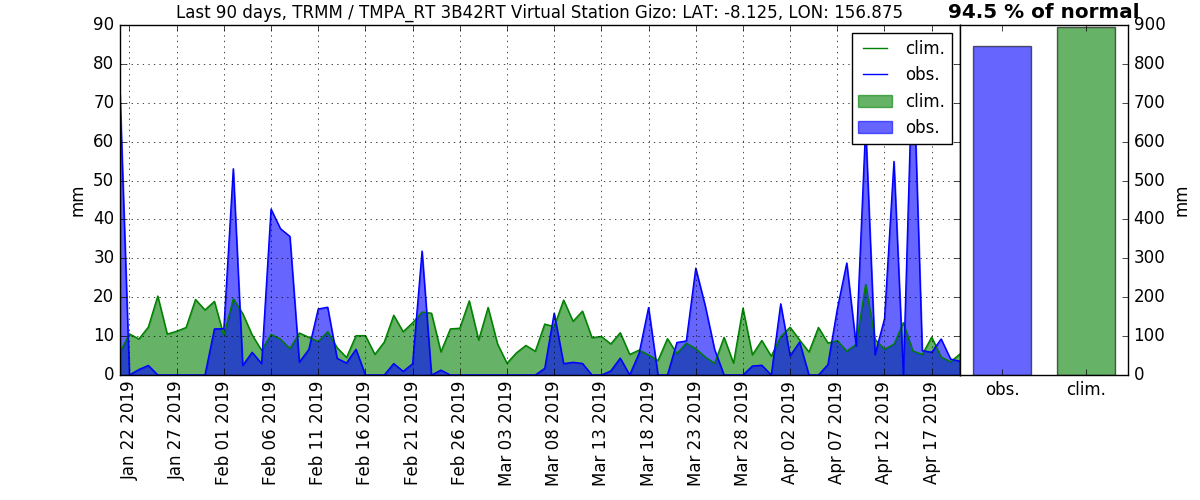 Last 90 days, TRMM / TMPA_RT 3B42RT Virtual Station Gizo: LAT: -8.125, LON: 156.875
94.5 % of normal
90
80
70
60
50
40
30
20
10
0
mm
clim.
obs.
clim.
obs.
900
800
700
600
500
400
300
200
100
0
mm
obs.
clim.
Jan 22 2019
Jan 27 2019
Feb 01 2019
Feb 06 2019
Feb 11 2019
Feb 16 2019
Feb 21 2019
Feb 26 2019
Mar 03 2019
Mar 08 2019
Mar 13 2019
Mar 18 2019
Mar 23 2019
Mar 28 2019
Apr 02 2019
Apr 07 2019
Apr 12 2019
Apr 17 2019